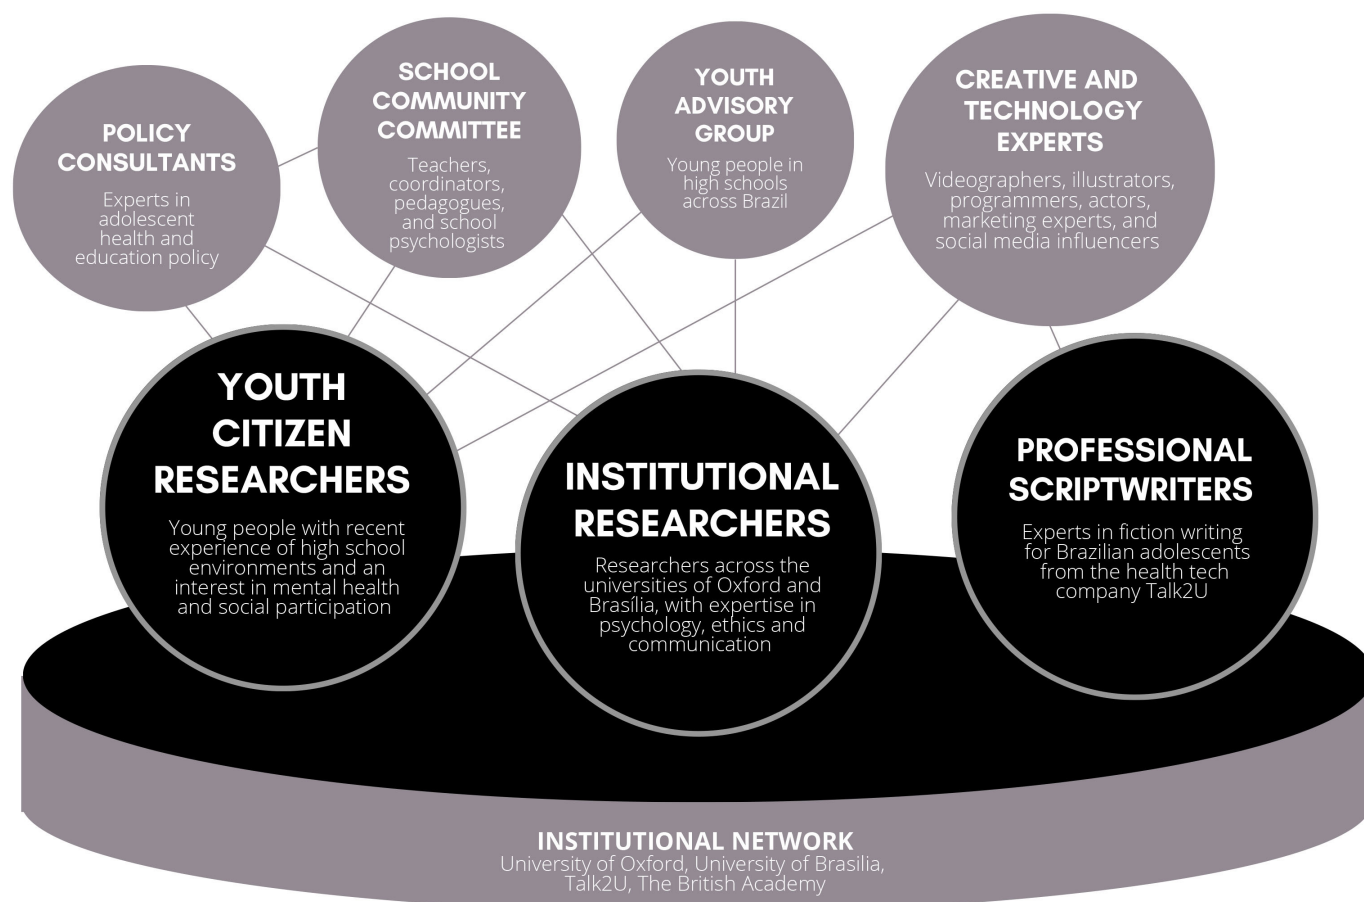 POLICY
CONSULTANTS
Experts in
adolescent
health and
education policy
SCHOOL
COMMUNITY
COMMITTEE
Teachers,
coordinators,
pedagogues,
and school
psychologists
YOUTH
ADVISORY
GROUP
Young people in
high schools
across Brazil
CREATIVE AND
TECHNOLOGY
EXPERTS
Videographers, illustrators,
programmers, actors,
marketing experts, and
social media influencers
YOUTH
CITIZEN
RESEARCHERS
Young people with recent
experience of high school
environments and an
interest in mental health
and social participation
INSTITUTIONAL
RESEARCHERS
Researchers across the
universities of Oxford and
Brasília, with expertise in
psychology, ethics and
communication
PROFESSIONAL
SCRIPTWRITERS
Experts in fiction writing
for Brazilian adolescents
from the health tech
company Talk2U
INSTITUTIONAL NETWORK
University of Oxford, University of Brasilia,
Talk2U, The British Academy